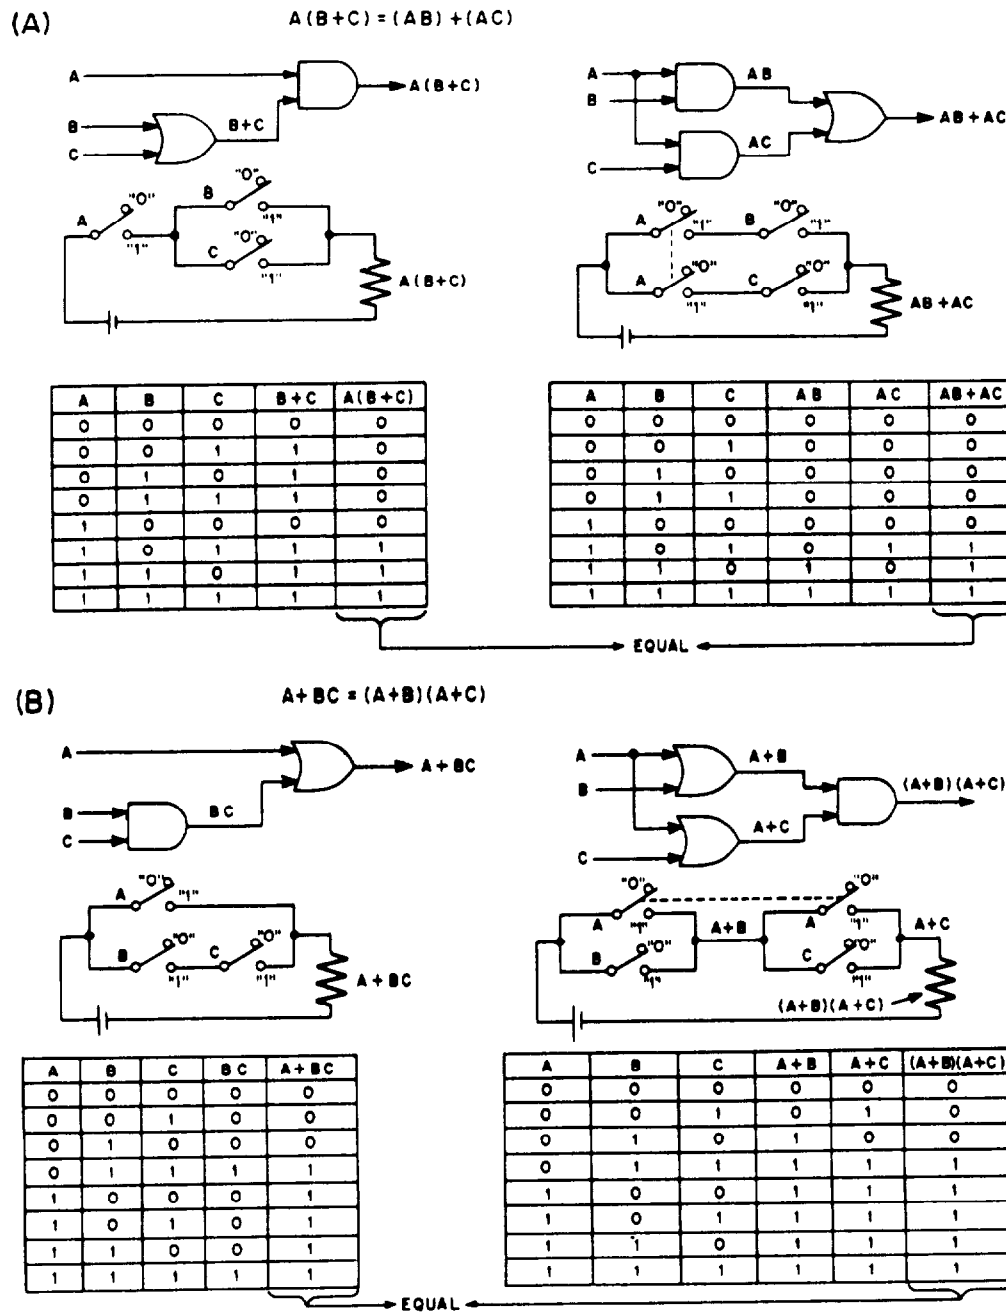 (A)
A(B+C) = (AB) + (AC)
A
A(B+C)
B
B+C
C
A
AB
B
AB + AC
AC
C
A
"0"
"1"
B
"0"
"1"
C
"0"
"1"
A(B+C)
A
"0"
"1"
B
"0"
"1"
A
"0"
"1"
C
"0"
"1"
AB + AC
A B C B+C A(B+C)
0 0 0 0 0
0 0 1 1 0
0 1 0 1 0
0 1 1 1 0
1 0 0 0 0
1 0 1 1 1
1 1 0 1 1
1 1 1 1 1
A B C AB AC AB+AC
0 0 0 0 0 0
0 0 1 0 0 0
0 1 0 0 0 0
0 1 1 0 0 0
1 0 0 0 0 0
1 0 1 0 1 1
1 1 0 1 0 1
1 1 1 1 1 1
EQUAL
(B)
A+BC = (A+B)(A+C)
A
A+BC
B
BC
C
A
A+B
B
(A+B)(A+C)
A+C
C
A
"0"
"1"
B
"0"
"1"
C
"0"
"1"
A+BC
"0"
A
"1"
B
"0"
"1"
A+B
"0"
A
"1"
C
"0"
"1"
A+C
(A+B)(A+C)
A B C BC A+BC
0 0 0 0 0
0 0 1 0 0
0 1 0 0 0
0 1 1 1 1
1 0 0 0 1
1 0 1 0 1
1 1 0 0 1
1 1 1 1 1
A B C A+B A+C (A+B)(A+C)
0 0 0 0 0 0
0 0 1 0 1 0
0 1 0 1 0 0
0 1 1 1 1 1
1 0 0 1 1 1
1 0 1 1 1 1
1 1 0 1 1 1
1 1 1 1 1 1
EQUAL